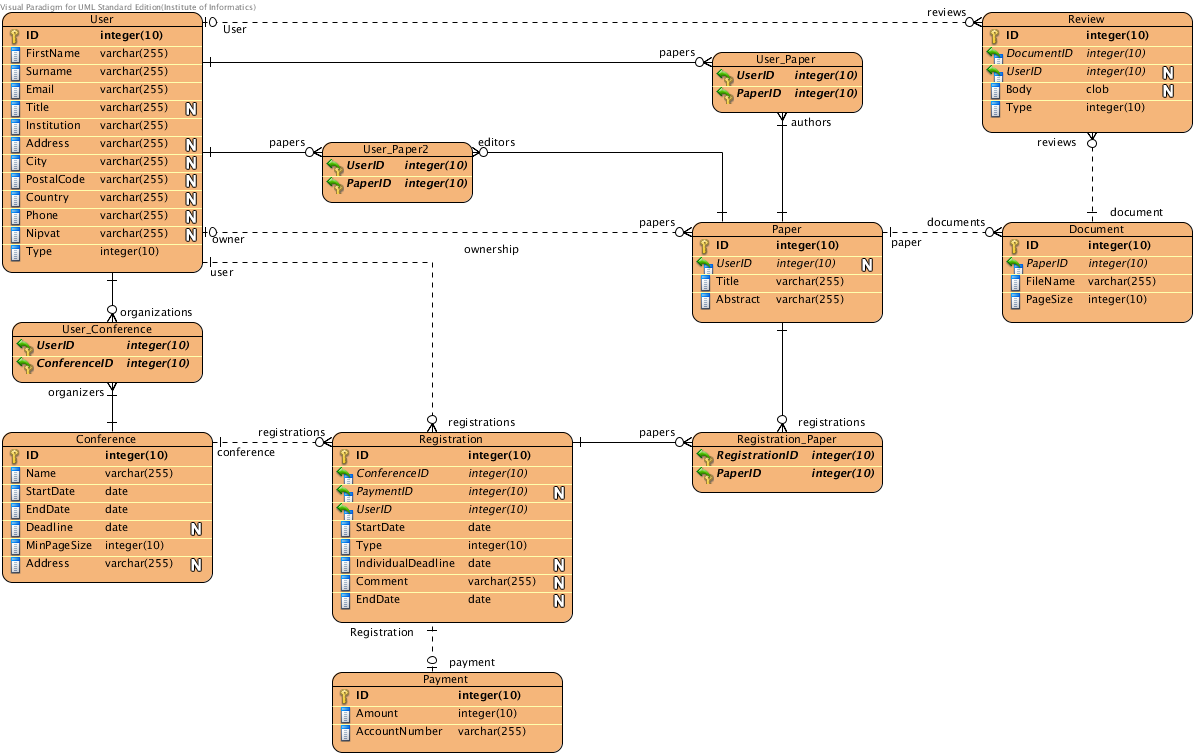 Visual Paradigm for UML Standard Edition(Institute of Informatics)
User
ID integer(10)
FirstName varchar(255)
Surname varchar(255)
Email varchar(255)
Title varchar(255) N
Institution varchar(255)
Address varchar(255) N
City varchar(255) N
PostalCode varchar(255) N
Country varchar(255) N
Phone varchar(255) N
Nipvat varchar(255) N
Type integer(10)
User
reviews
Review
ID integer(10)
DocumentID integer(10)
UserID integer(10) N
Body clob N
Type integer(10)
papers
User_Paper
UserID integer(10)
PaperID integer(10)
authors
papers
User_Paper2
UserID integer(10)
PaperID integer(10)
editors
reviews
document
owner
ownership
papers
Paper
ID integer(10)
UserID integer(10) N
Title varchar(255)
Abstract varchar(255)
paper
documents
Document
ID integer(10)
PaperID integer(10)
FileName varchar(255)
PageSize integer(10)
user
organizations
User_Conference
UserID integer(10)
ConferenceID integer(10)
organizers
Conference
ID integer(10)
Name varchar(255)
StartDate date
EndDate date
Deadline date N
MinPageSize integer(10)
Address varchar(255) N
conference
registrations
registrations
Registration
ID integer(10)
ConferenceID integer(10)
PaymentID integer(10) N
UserID integer(10)
StartDate date
Type integer(10)
IndividualDeadline date N
Comment varchar(255) N
EndDate date N
papers
registrations
Registration_Paper
RegistrationID integer(10)
PaperID integer(10)
Registration
payment
Payment
ID integer(10)
Amount integer(10)
AccountNumber varchar(255)